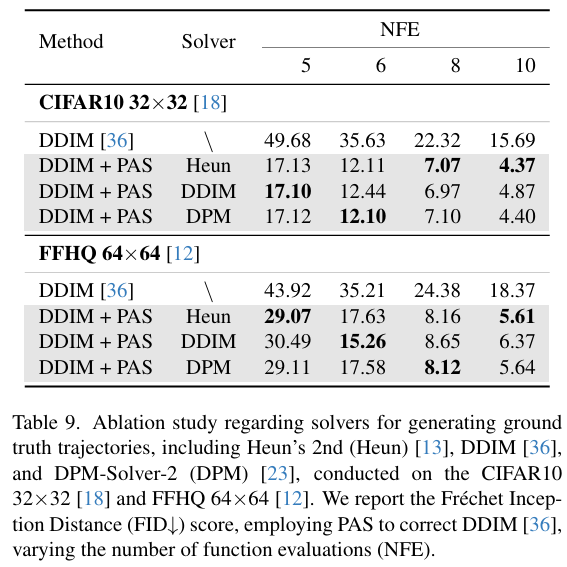 Method Solver NFE
5 6 8 10
CIFAR10 32×32 [18]
DDIM [36] \ 49.68 35.63 22.32 15.69
DDIM + PAS Heun 17.13 12.11 7.07 4.37
DDIM + PAS DDIM 17.10 12.44 6.97 4.87
DDIM + PAS DPM 17.12 12.10 7.10 4.40
FFHQ 64×64 [12]
DDIM [36] \ 43.92 35.21 24.38 18.37
DDIM + PAS Heun 29.07 17.63 8.16 5.61
DDIM + PAS DDIM 30.49 15.26 8.65 6.37
DDIM + PAS DPM 29.11 17.58 8.12 5.64
Table 9. Ablation study regarding solvers for generating ground
truth trajectories, including Heun's 2nd (Heun) [13], DDIM [36],
and DPM-Solver-2 (DPM) [23], conducted on the CIFAR10
32×32 [18] and FFHQ 64×64 [12]. We report the Fréchet Incep-
tion Distance (FID↓) score, employing PAS to correct DDIM [36],
varying the number of function evaluations (NFE).